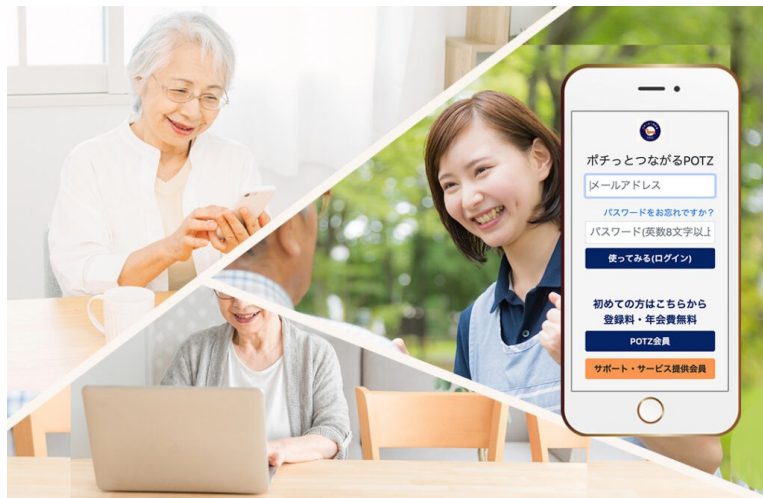 ポチっとつながるPOTZ
メールアドレス
パスワードをお忘れですか？
パスワード(英数8文字以上
使ってみる(ログイン)
初めての方はこちらから
登録料・年会費無料
POTZ会員
サポート・サービス提供会員